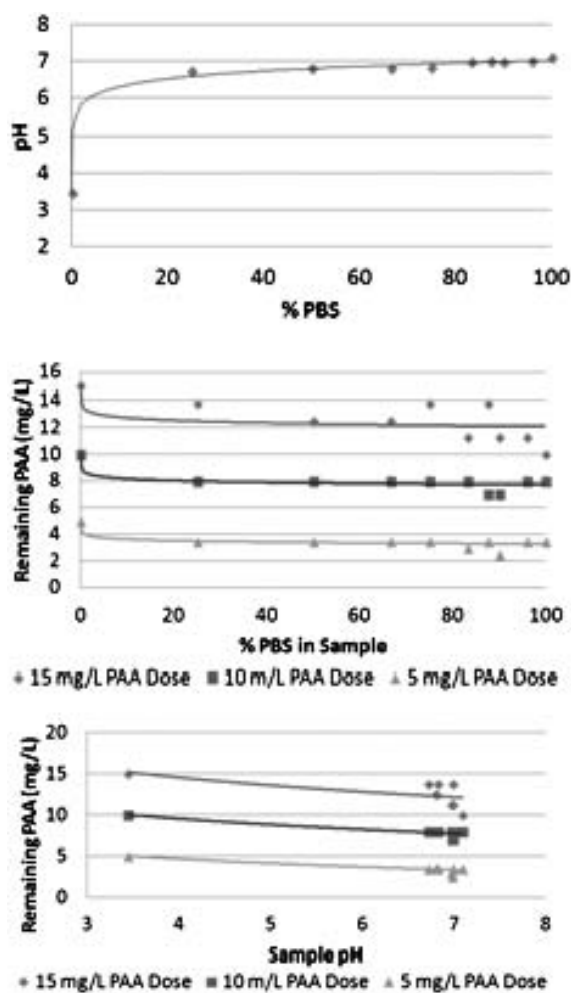 8
7
6
5
4
3
2
pH
0 20 40 60 80 100
% PBS
16
14
12
10
8
6
4
2
0
Remaining PAA (mg/L)
0 20 40 60 80 100
% PBS in Sample
15 mg/L PAA Dose 10 m/L PAA Dose 5 mg/L PAA Dose
20
15
10
5
0
Remaining PAA (mg/L)
3 4 5 6 7 8
Sample pH
15 mg/L PAA Dose 10 m/L PAA Dose 5 mg/L PAA Dose